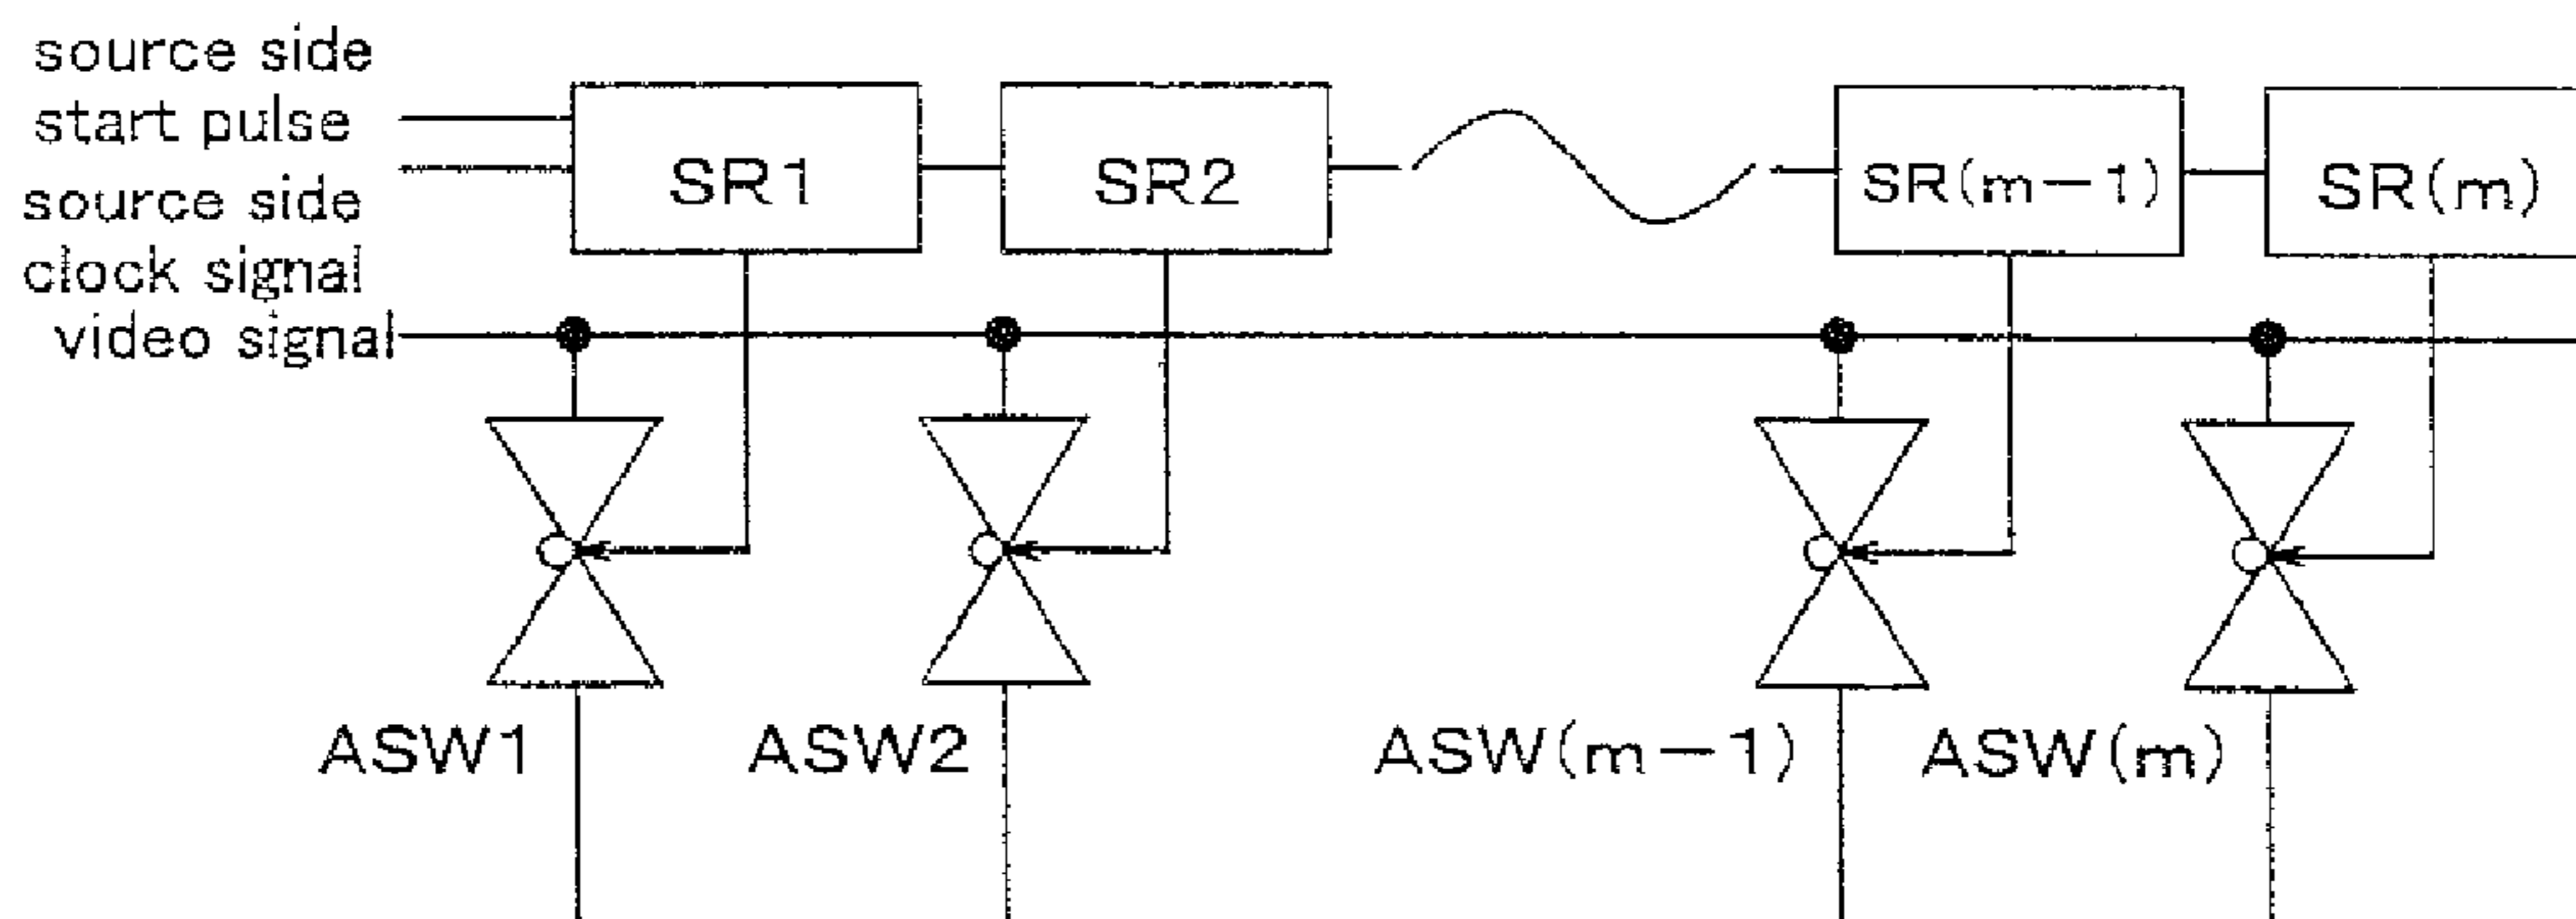 source side
start pulse
source side
clock signal
video signal
SR1 SR2 SR(m−1) SR(m)
ASW1 ASW2 ASW(m−1) ASW(m)